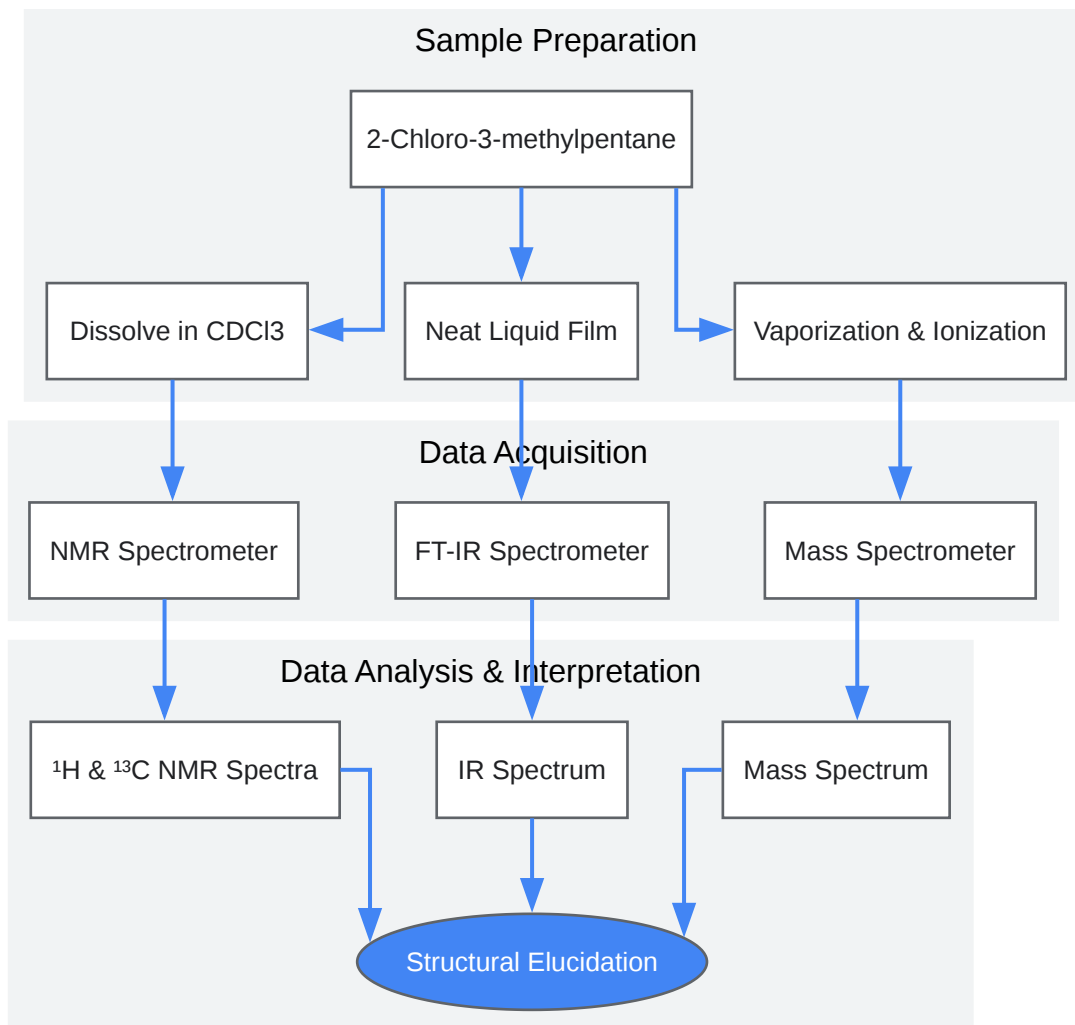 Sample Preparation
2-Chloro-3-methylpentane
Dissolve in CDCl3
Neat Liquid Film
Vaporization & Ionization
Data Acquisition
NMR Spectrometer
FT-IR Spectrometer
Mass Spectrometer
Data Analysis & Interpretation
¹H & ¹³C NMR Spectra
IR Spectrum
Mass Spectrum
Structural Elucidation